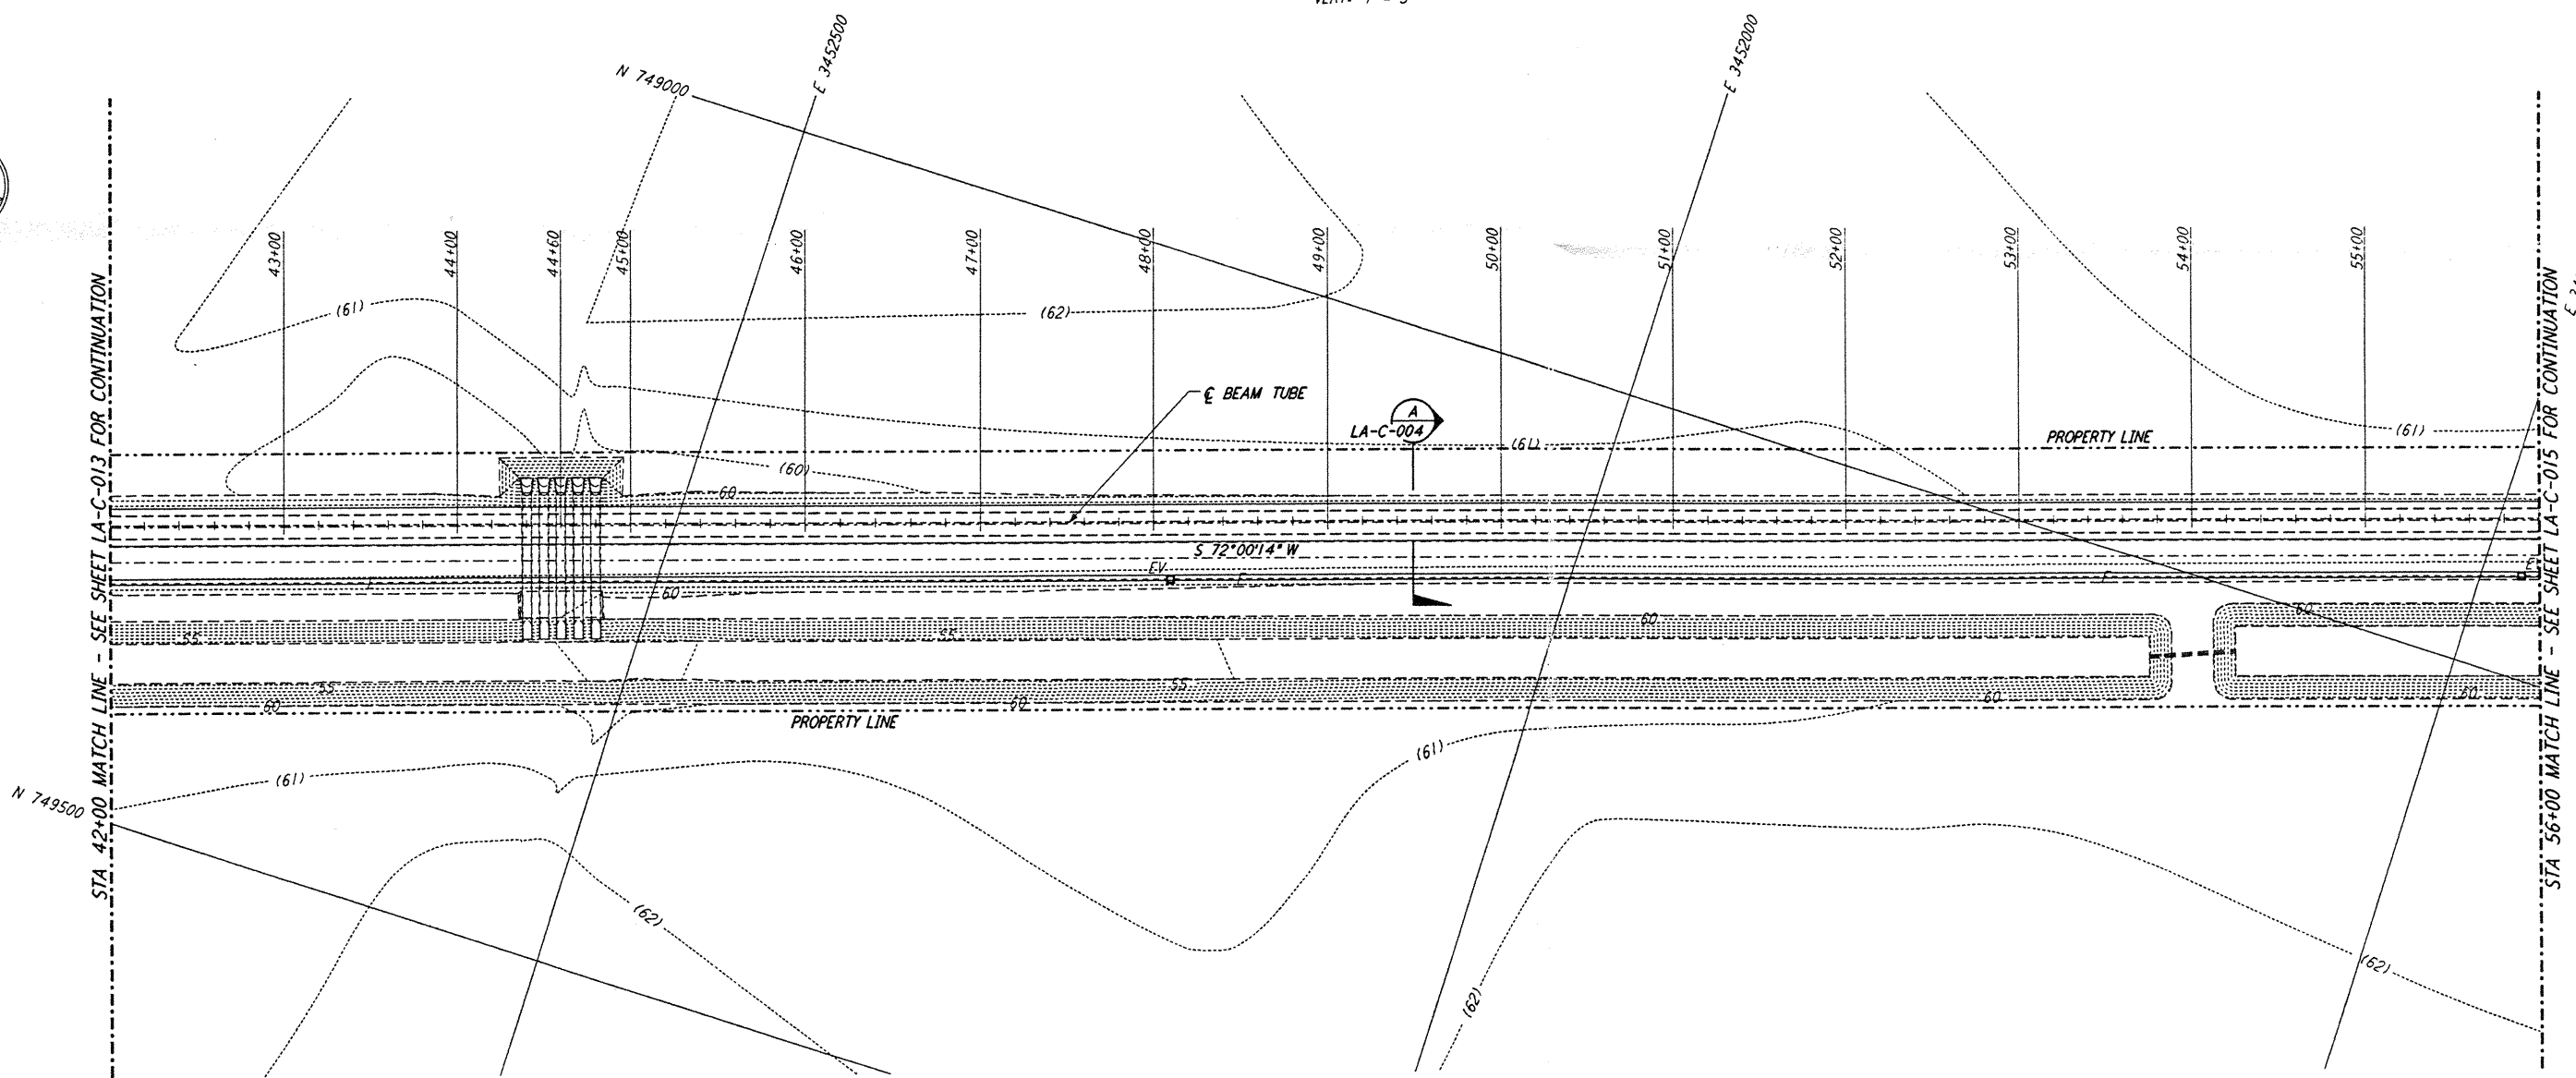 E 3452500
E 3452000
N 749000
43+00
44+00
44+60
45+00
46+00
47+00
48+00
49+00
50+00
51+00
52+00
53+00
54+00
55+00
(61)
(62)
℄ BEAM TUBE
A
LA-C-004
(61)
PROPERTY LINE
(61)
(60)
60
S 72°00'14" W
EV
E
E
E
E
60
60
60
55
55
55
55
60
60
60
60
PROPERTY LINE
(61)
(61)
N 749500
(62)
(62)
(62)
STA 42+00 MATCH LINE - SEE SHEET LA-C-013 FOR CONTINUATION
STA 56+00 MATCH LINE - SEE SHEET LA-C-015 FOR CONTINUATION